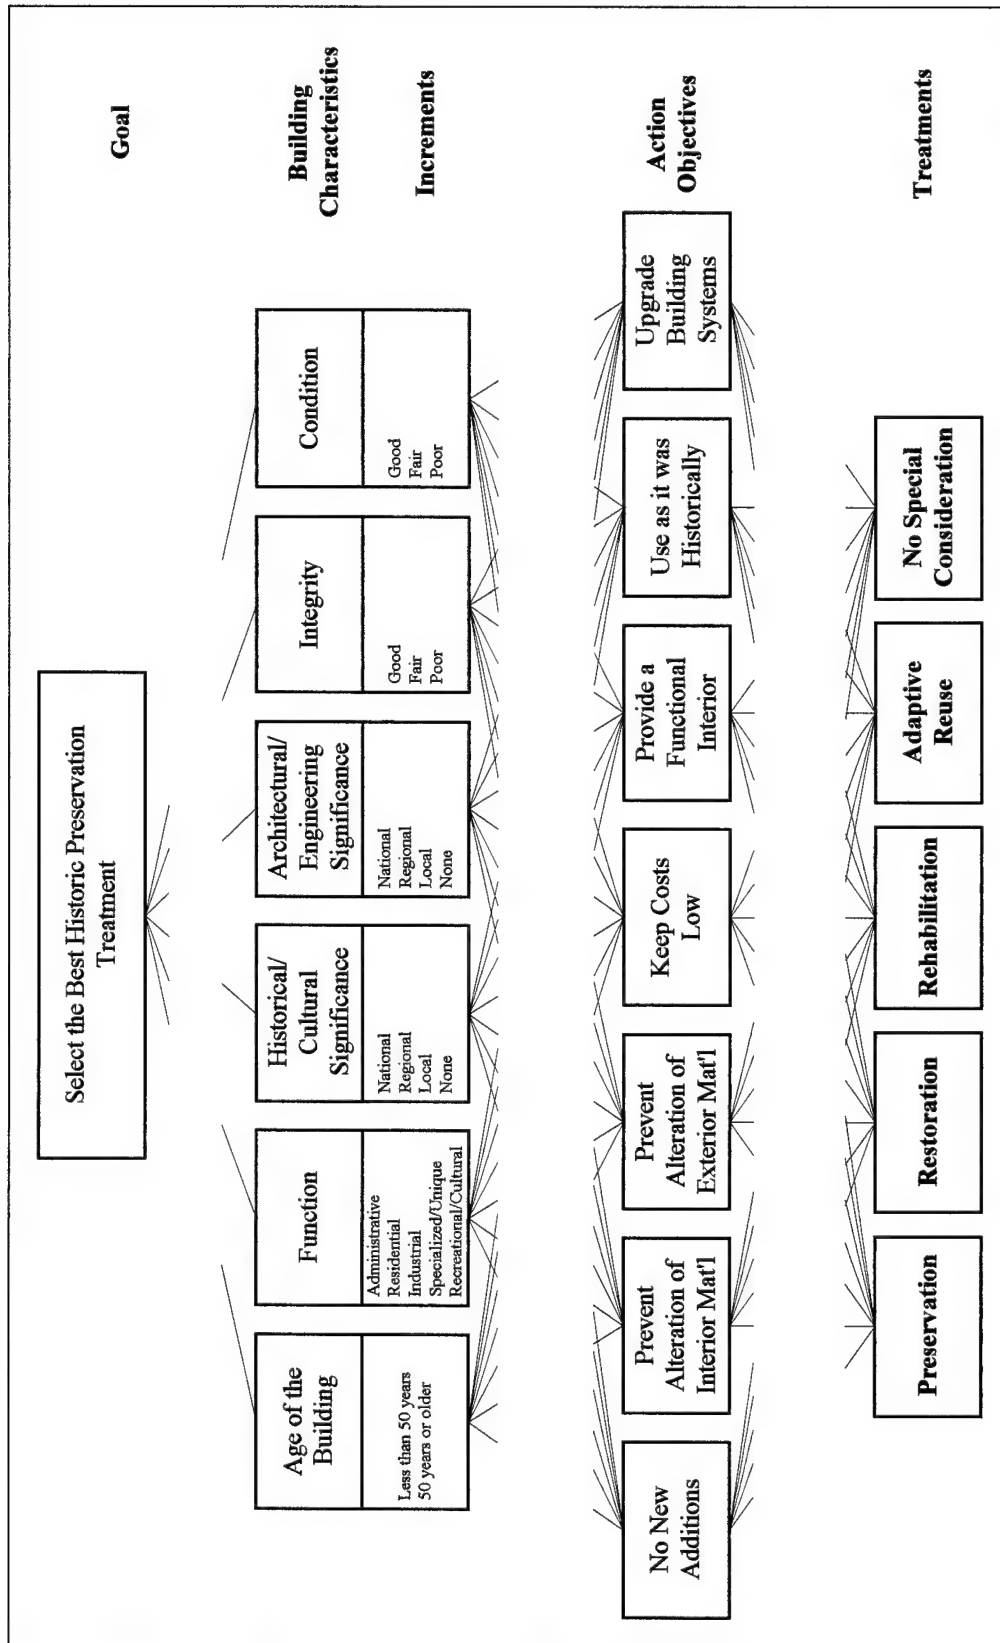 Goal
Select the Best Historic Preservation
Treatment
Building
Characteristics
Increments
Age of the
Building
Less than 50 years
50 years or older
Function
Administrative
Residential
Industrial
Specialized/Unique
Recreational/Cultural
Historical/
Cultural
Significance
National
Regional
Local
None
Architectural/
Engineering
Significance
National
Regional
Local
None
Integrity
Good
Fair
Poor
Condition
Good
Fair
Poor
Action
Objectives
No New
Additions
Prevent
Alteration of
Interior Mat'l
Prevent
Alteration of
Exterior Mat'l
Keep Costs
Low
Provide a
Functional
Interior
Use as it was
Historically
Upgrade
Building
Systems
Treatments
Preservation
Restoration
Rehabilitation
Adaptive
Reuse
No Special
Consideration